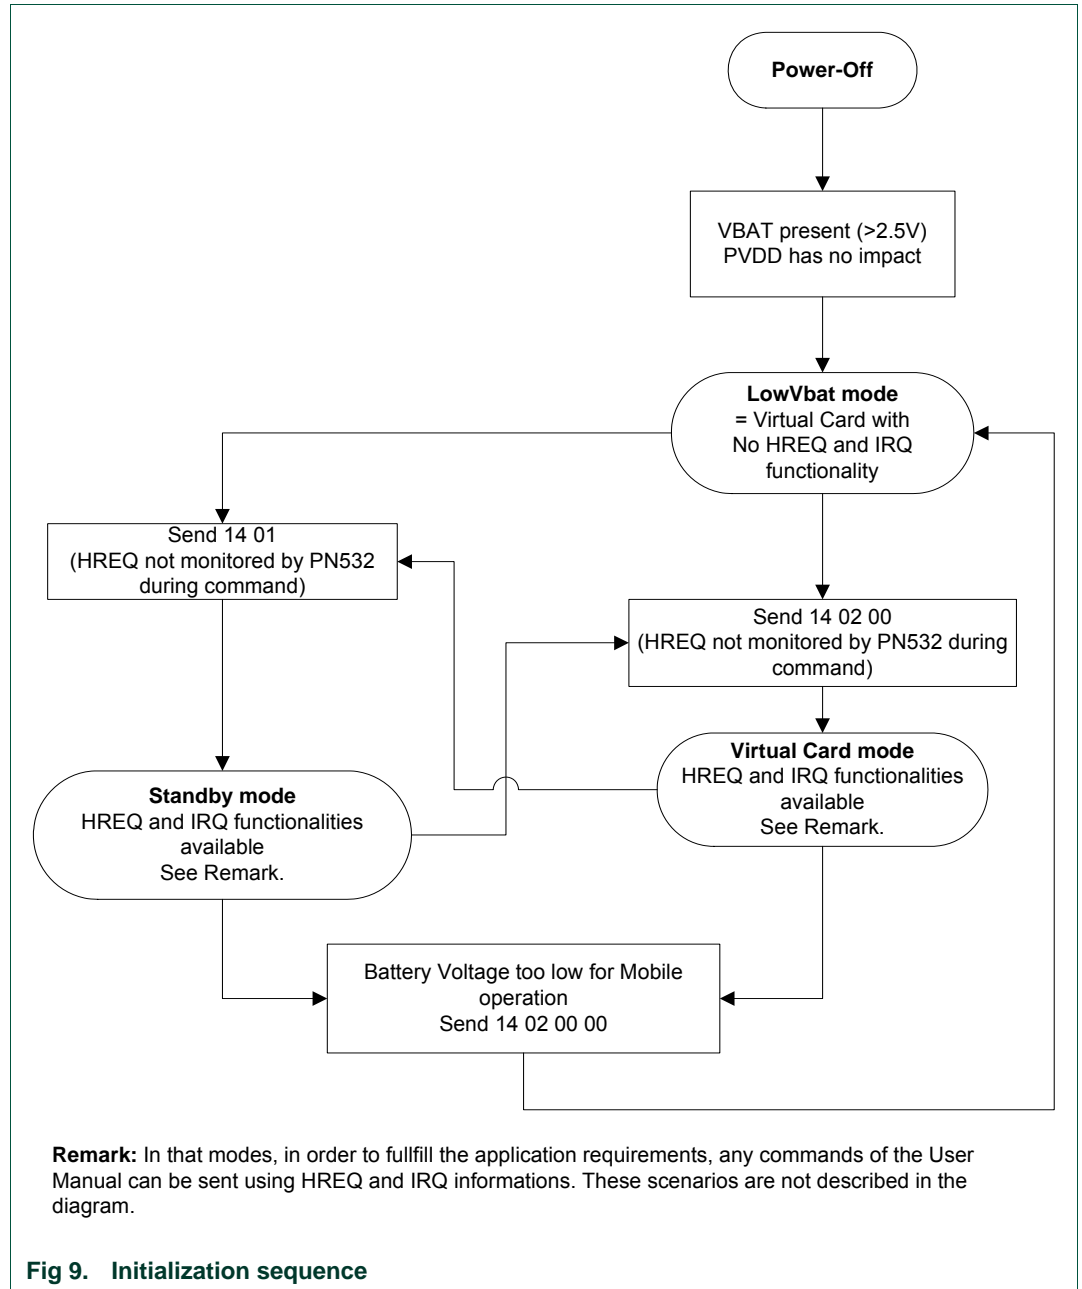 Power-Off
VBAT present (>2.5V)
PVDD has no impact
LowVbat mode
= Virtual Card with
No HREQ and IRQ
functionality
Send 14 01
(HREQ not monitored by PN532
during command)
Send 14 02 00
(HREQ not monitored by PN532 during
command)
Virtual Card mode
HREQ and IRQ functionalities
available
See Remark.
Standby mode
HREQ and IRQ functionalities
available
See Remark.
Battery Voltage too low for Mobile
operation
Send 14 02 00 00
Remark: In that modes, in order to fullfill the application requirements, any commands of the User
Manual can be sent using HREQ and IRQ informations. These scenarios are not described in the
diagram.
Fig 9. Initialization sequence